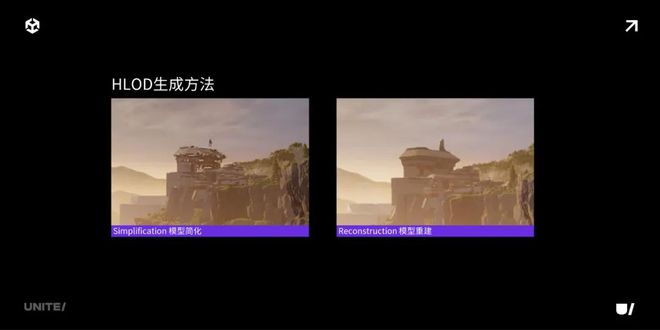 HLOD生成方法
Simplification 模型简化
Reconstruction 模型重建
UNITE/
U/